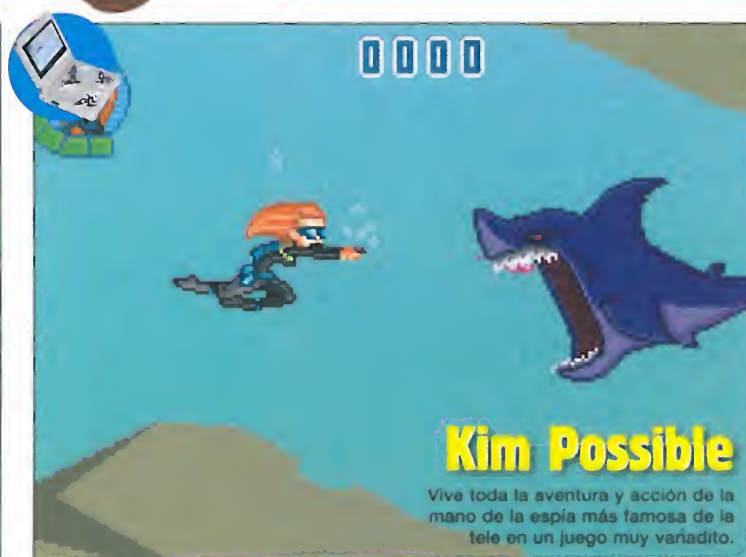 0000
Kim Possible
Vive toda la aventura y acción de la
mano de la espía más famosa de la
tele en un juego muy variadito.